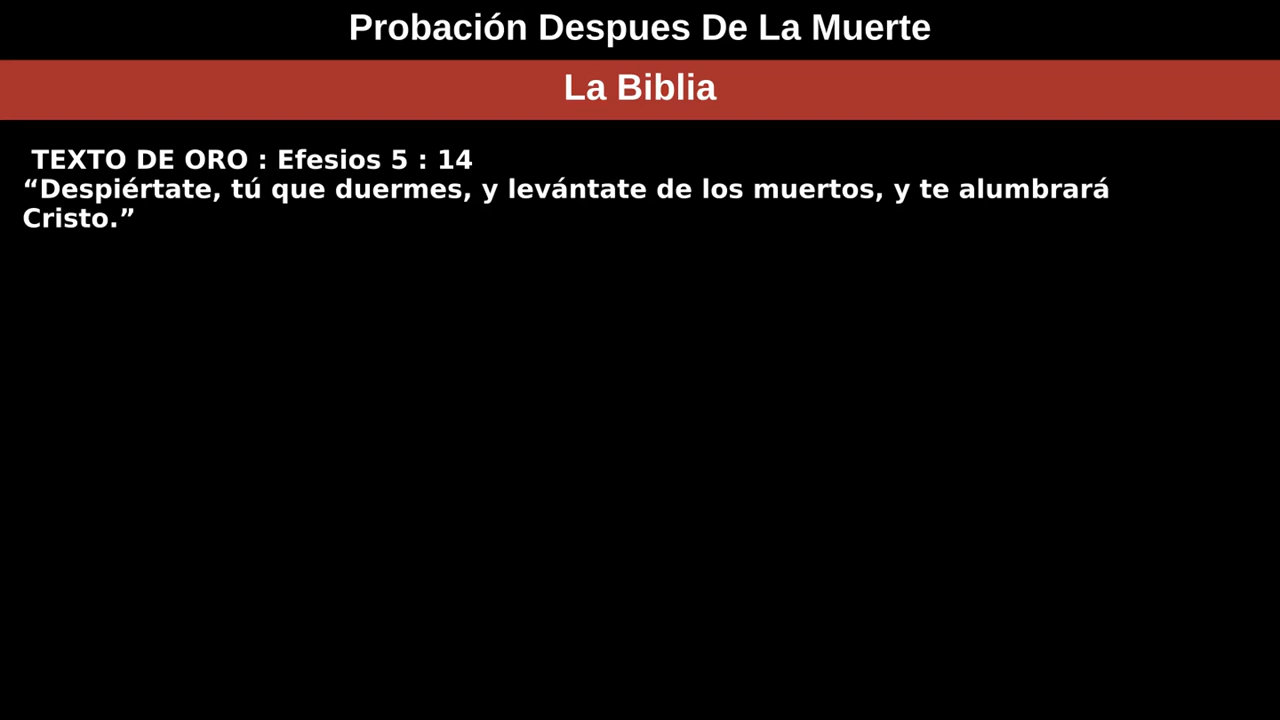 Probación Despues De La Muerte
La Biblia
TEXTO DE ORO : Efesios 5 : 14
“Despiértate, tú que duermes, y levántate de los muertos, y te alumbrará
Cristo.”